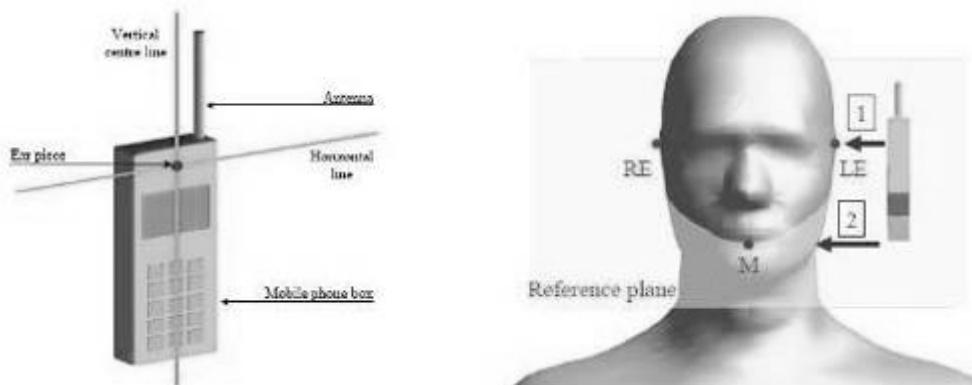 Vertical
centre line
Antenna
Ear piece
Horizontal
line
Mobile phone box
1
RE
LE
2
M
Reference plane